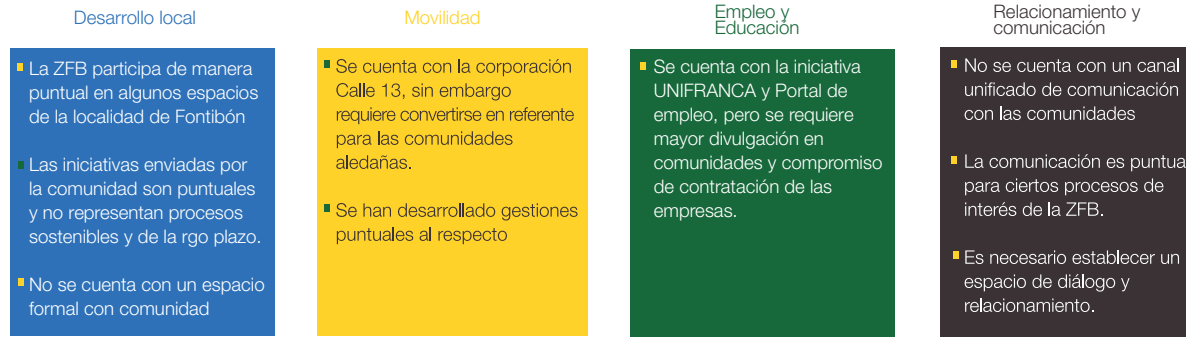 Desarrollo local
La ZFB participa de manera
puntual en algunos espacios
de la localidad de Fontibón
Las iniciativas enviadas por
la comunidad son puntuales
y no representan procesos
sostenibles y de la rgo plazo.
No se cuenta con un espacio
formal con comunidad
Movilidad
Se cuenta con la corporación
Calle 13, sin embargo
requiere convertirse en referente
para las comunidades
aledañas.
Se han desarrollado gestiones
puntuales al respecto
Empleo y
Educación
Se cuenta con la iniciativa
UNIFRANCA y Portal de
empleo, pero se requiere
mayor divulgación en
comunidades y compromiso
de contratación de las
empresas.
Relacionamiento y
comunicación
No se cuenta con un canal
unificado de comunicación
con las comunidades
La comunicación es puntua
para ciertos procesos de
interés de la ZFB.
Es necesario establecer un
espacio de diálogo y
relacionamiento.